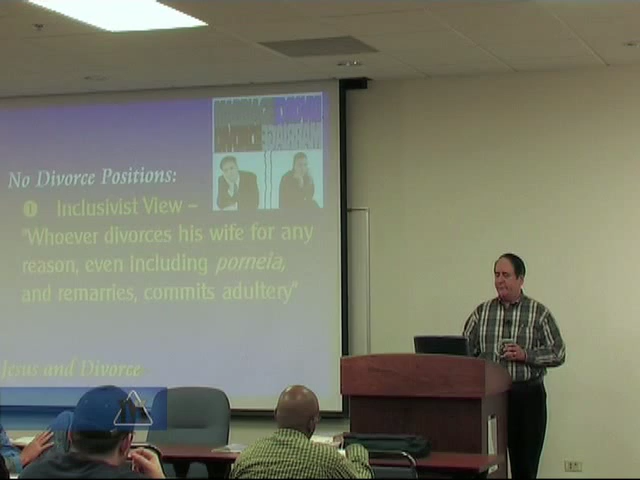 No Divorce Positions:
❶ Inclusivist View –
"Whoever divorces his wife for any
reason, even including porneia,
and remarries, commits adultery"
Jesus and Divorce